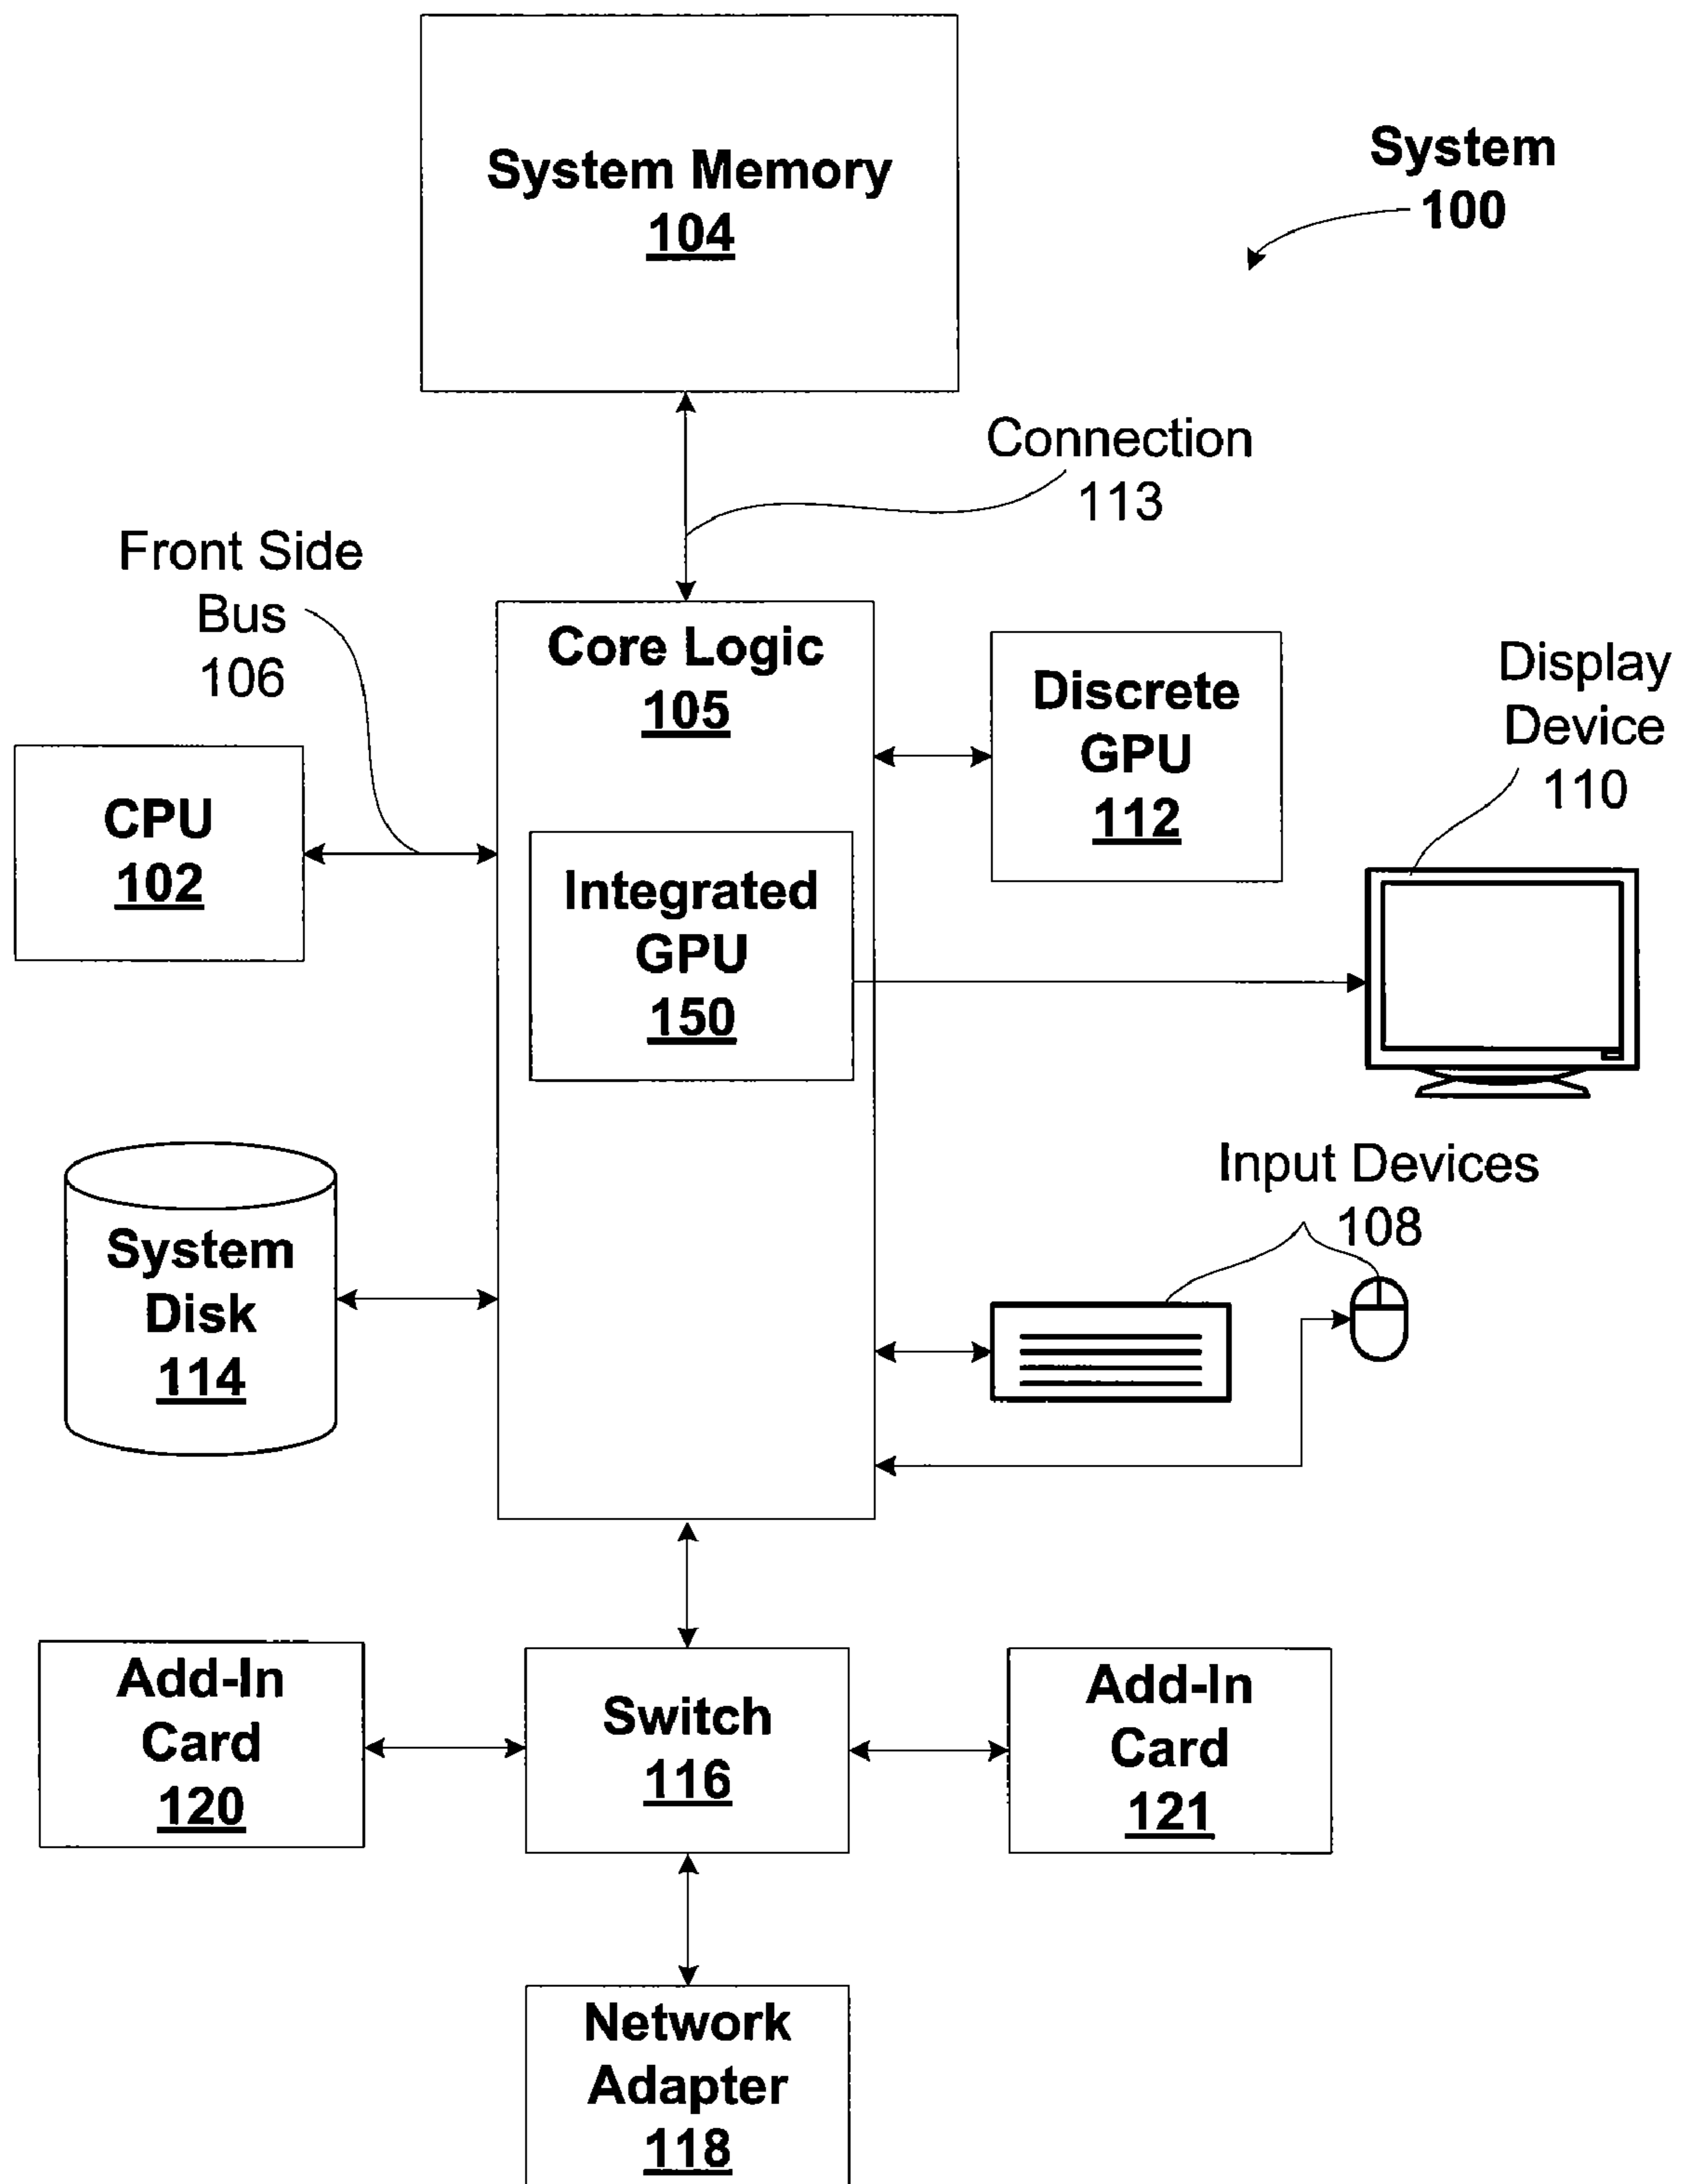 System Memory
104
System
100
Connection
113
Front Side
Bus
106
Core Logic
105
Discrete
GPU
112
Display
Device
110
CPU
102
Integrated
GPU
150
Input Devices
108
System
Disk
114
Add-In
Card
120
Switch
116
Add-In
Card
121
Network
Adapter
118